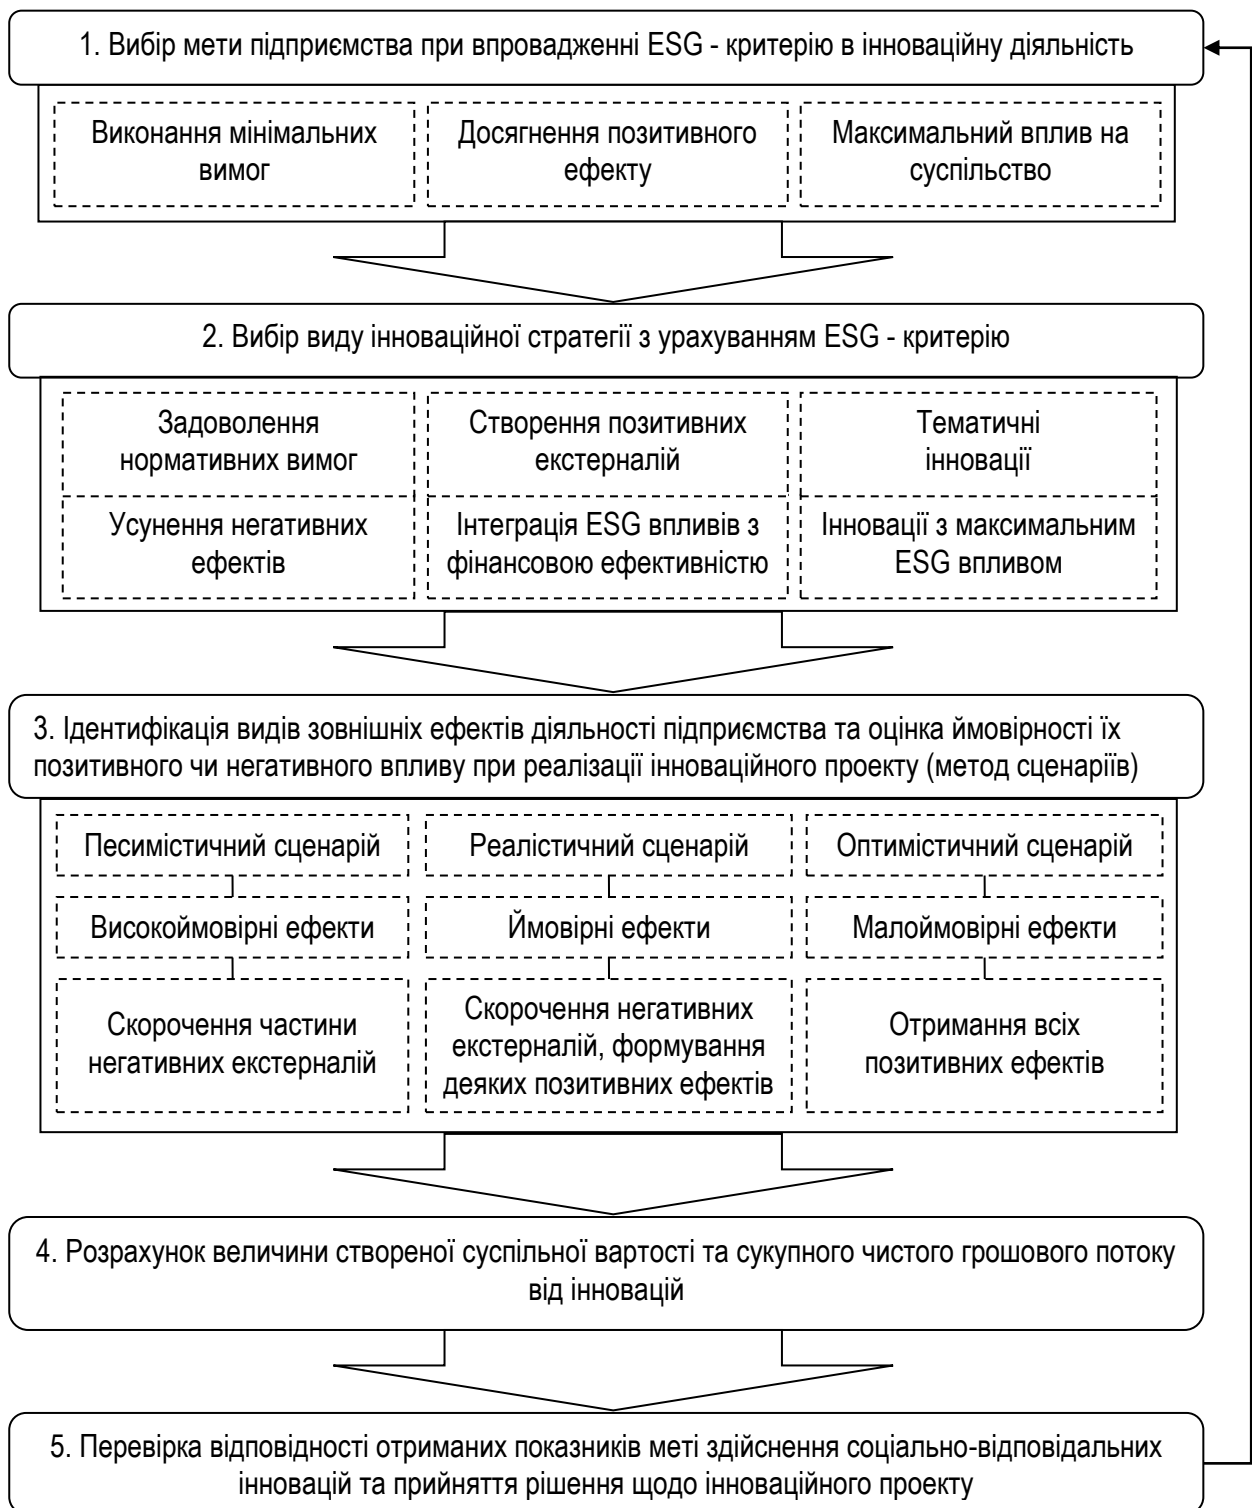 1. Вибір мети підприємства при впровадженні ESG - критерію в інноваційну діяльність
Виконання мінімальних
вимог
Досягнення позитивного
ефекту
Максимальний вплив на
суспільство
2. Вибір виду інноваційної стратегії з урахуванням ESG - критерію
Задоволення
нормативних вимог
Створення позитивних
екстерналій
Тематичні
інновації
Усунення негативних
ефектів
Інтеграція ESG впливів з
фінансовою ефективністю
Інновації з максимальним
ESG впливом
3. Ідентифікація видів зовнішніх ефектів діяльності підприємства та оцінка ймовірності їх
позитивного чи негативного впливу при реалізації інноваційного проекту (метод сценаріїв)
Песимістичний сценарій
Реалістичний сценарій
Оптимістичний сценарій
Високоймовірні ефекти
Ймовірні ефекти
Малоймовірні ефекти
Скорочення частини
негативних екстерналій
Скорочення негативних
екстерналій, формування
деяких позитивних ефектів
Отримання всіх
позитивних ефектів
4. Розрахунок величини створеної суспільної вартості та сукупного чистого грошового потоку
від інновацій
5. Перевірка відповідності отриманих показників меті здійснення соціально-відповідальних
інновацій та прийняття рішення щодо інноваційного проекту